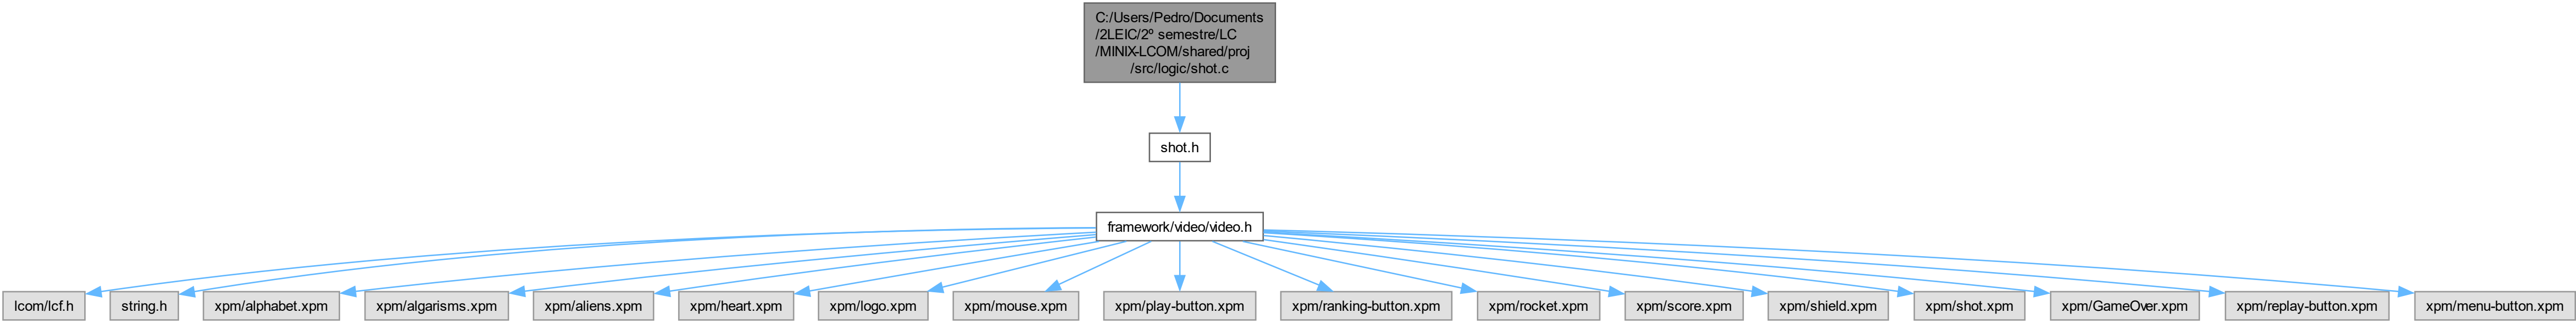 C:/Users/Pedro/Documents
/2LEIC/2º semestre/LC
/MINIX-LCOM/shared/proj
/src/logic/shot.c
shot.h
framework/video/video.h
lcom/lcf.h
string.h
xpm/alphabet.xpm
xpm/algarisms.xpm
xpm/aliens.xpm
xpm/heart.xpm
xpm/logo.xpm
xpm/mouse.xpm
xpm/play-button.xpm
xpm/ranking-button.xpm
xpm/rocket.xpm
xpm/score.xpm
xpm/shield.xpm
xpm/shot.xpm
xpm/GameOver.xpm
xpm/replay-button.xpm
xpm/menu-button.xpm